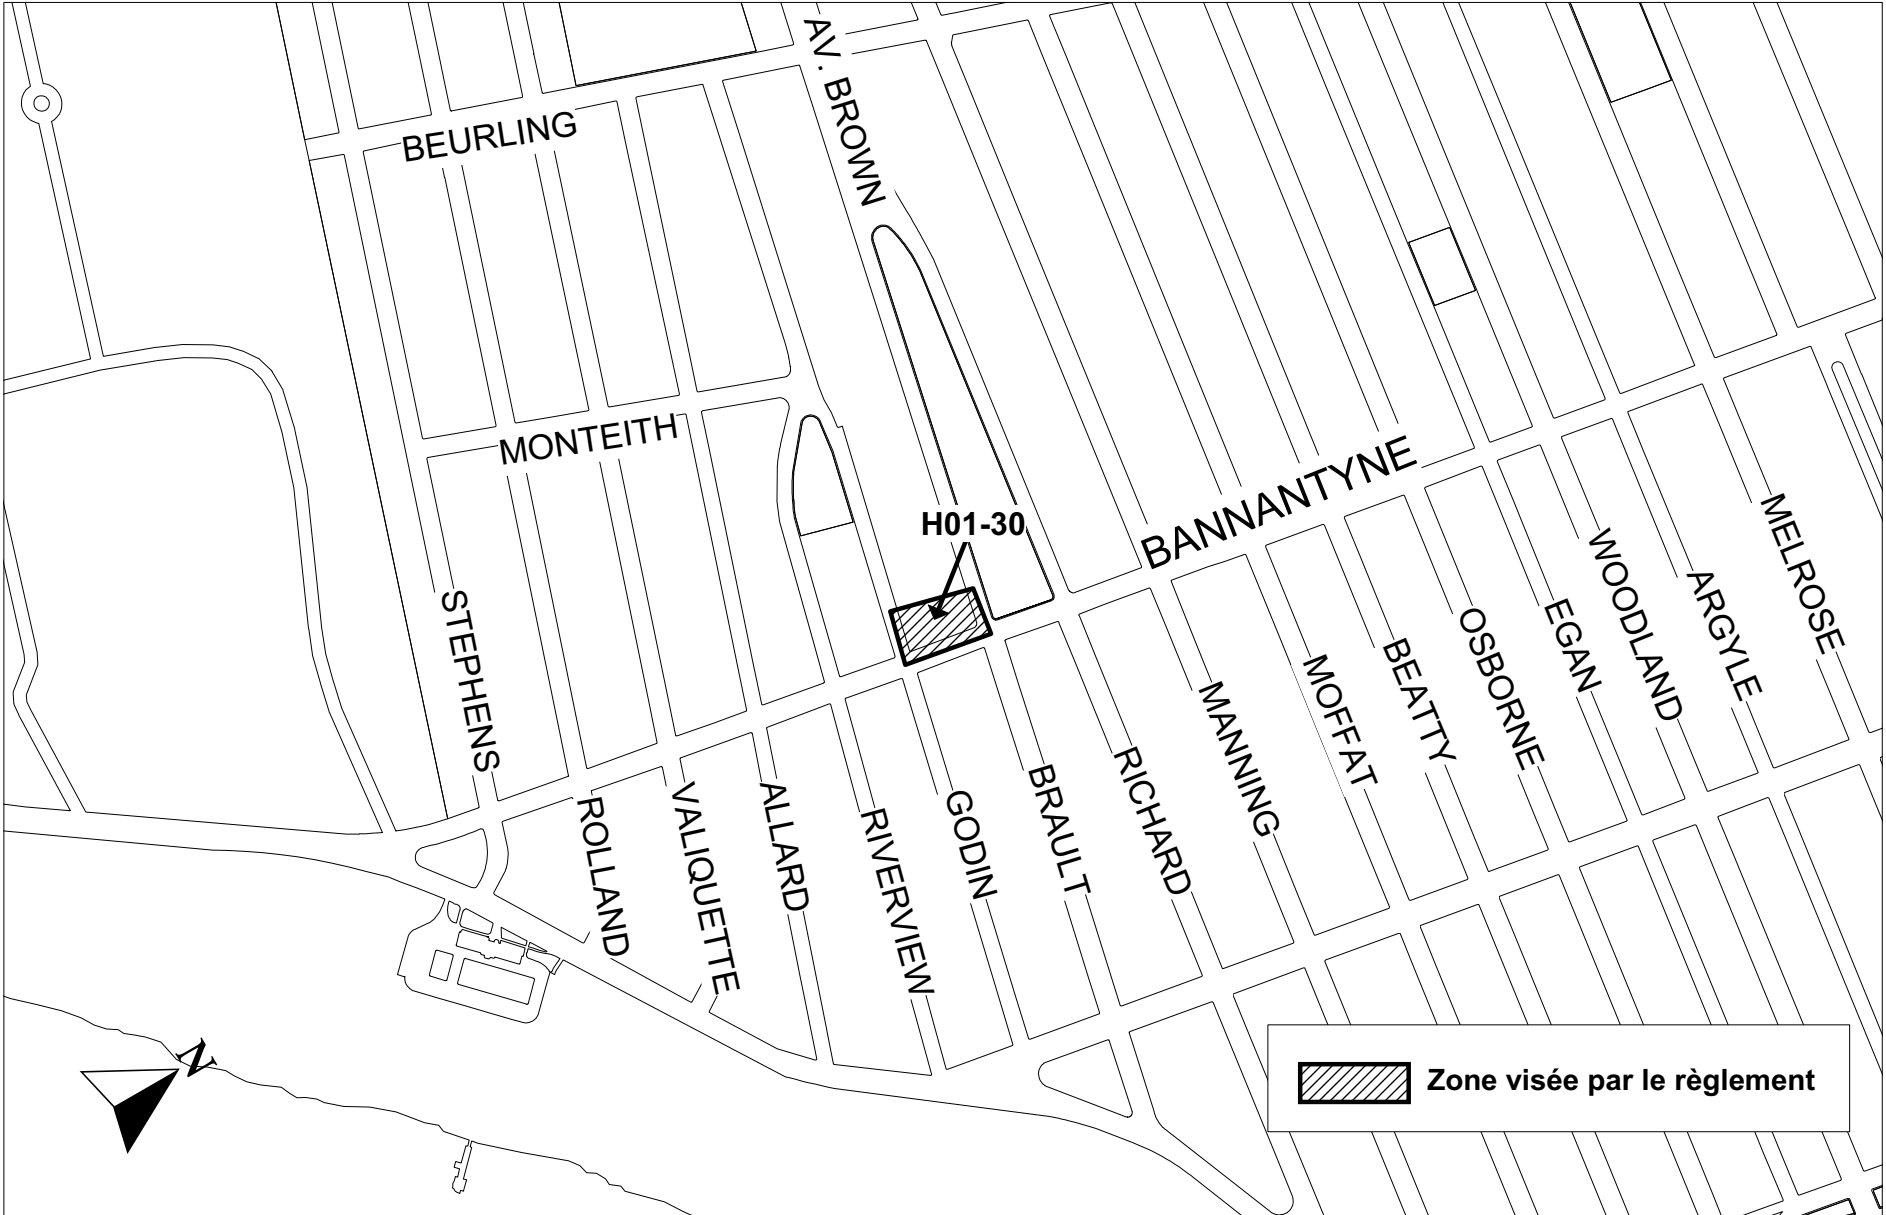 AV. BROWN
BEURLING
MONTEITH
H01-30
BANNANTYNE
STEPHENS
ROLLAND
VALIQUETTE
ALLARD
RIVERVIEW
GODIN
BRAULT
RICHARD
MANNING
MOFFAT
BEATTY
OSBORNE
EGAN
WOODLAND
ARGYLE
MELROSE
N
Zone visée par le règlement